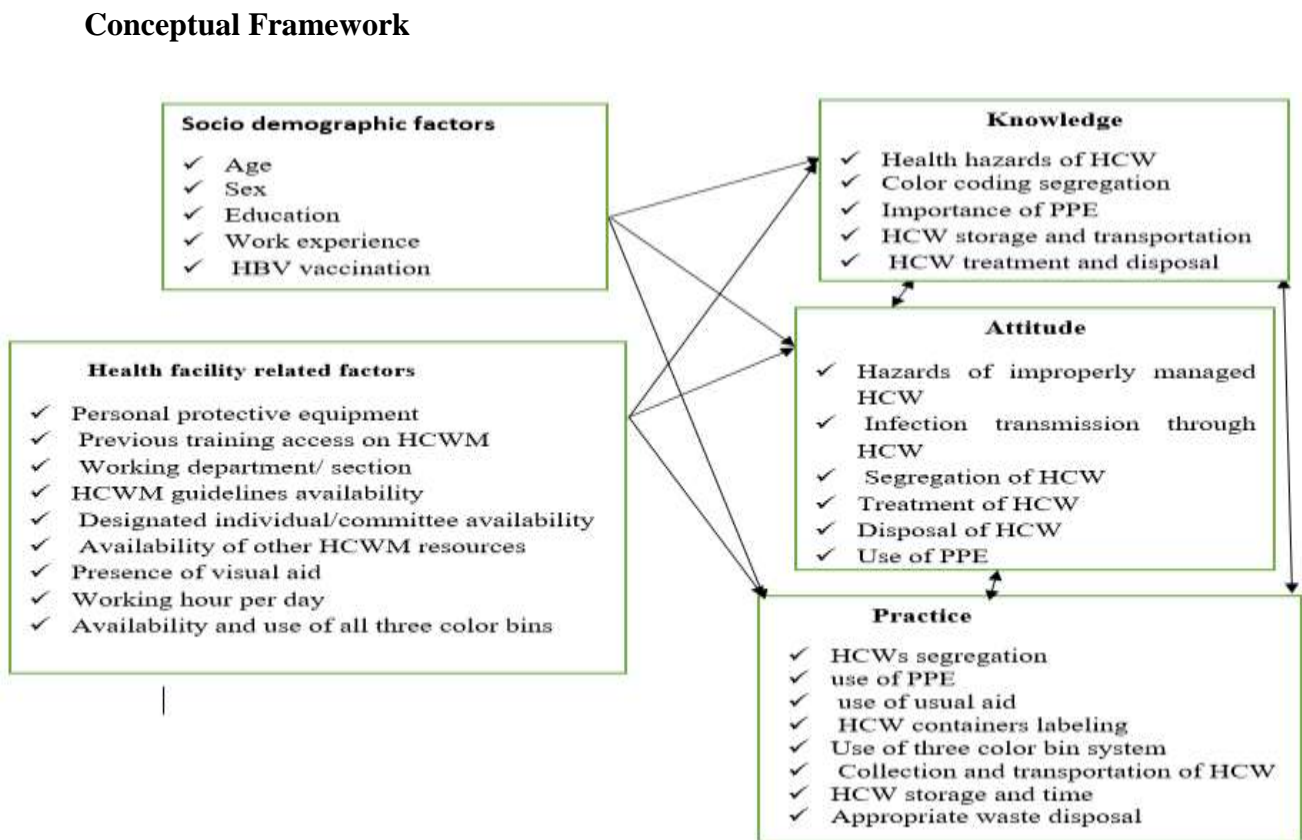 Conceptual Framework
Socio demographic factors
✓ Age
✓ Sex
✓ Education
✓ Work experience
✓ HBV vaccination
Health facility related factors
✓ Personal protective equipment
✓ Previous training access on HCWM
✓ Working department/ section
✓ HCWM guidelines availability
✓ Designated individual/committee availability
✓ Availability of other HCWM resources
✓ Presence of visual aid
✓ Working hour per day
✓ Availability and use of all three color bins
Knowledge
✓ Health hazards of HCW
✓ Color coding segregation
✓ Importance of PPE
✓ HCW storage and transportation
✓ HCW treatment and disposal
Attitude
✓ Hazards of improperly managed
HCW
✓ Infection transmission through
HCW
✓ Segregation of HCW
✓ Treatment of HCW
✓ Disposal of HCW
✓ Use of PPE
Practice
✓ HCWs segregation
✓ use of PPE
✓ use of usual aid
✓ HCW containers labeling
✓ Use of three color bin system
✓ Collection and transportation of HCW
✓ HCW storage and time
✓ Appropriate waste disposal